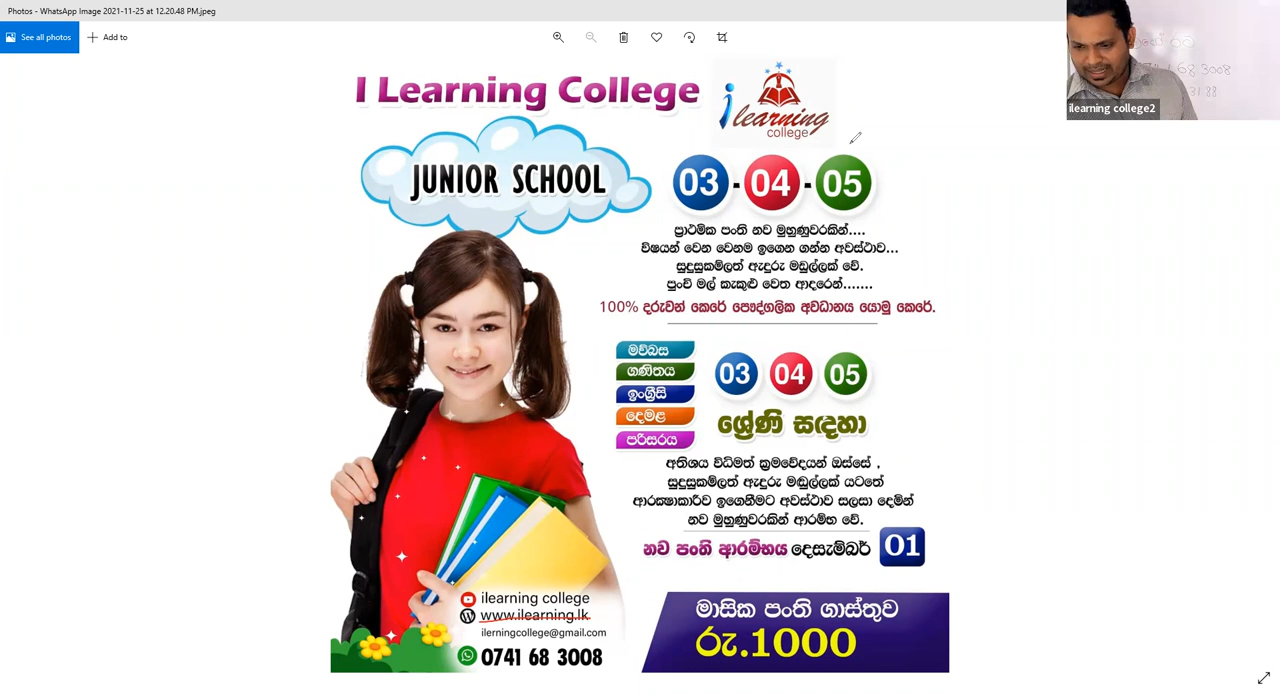 Photos - WhatsApp Image 2021-11-25 at 12.20.48 PM.jpeg
See all photos
Add to
ilearning college2
68 3008
3188
I Learning College
i learning
college
JUNIOR SCHOOL
03 - 04 - 05
ප්‍රාථමික පංති නව මුහුණුවරකින්....
විෂයන් වෙන වෙනම ඉගෙන ගන්න අවස්ථාව...
සුදුසුකම්ලත් ඇදුරු මඩුල්ලක් වේ.
පුංචි මල් කැකුළු වෙත ආදරෙන්.......
100% දරුවන් කෙරේ පෞද්ගලික අවධානය යොමු කෙරේ.
මව්බස
ගණිතය
ඉංග්‍රීසි
දෙමළ
පරිසරය
03 04 05
ශ්‍රේණි සඳහා
අතිශය විධිමත් ක්‍රමවේදයන් ඔස්සේ ,
සුදුසුකම්ලත් ඇදුරු මඬුල්ලක් යටතේ
ආරක්‍ෂාකාරීව ඉගෙනීමට අවස්ථාව සලසා දෙමින්
නව මුහුණුවරකින් ආරම්භ වේ.
නව පංති ආරම්භය දෙසැම්බර් 01
ilearning college
www.ilearning.lk
ilerningcollege@gmail.com
0741 68 3008
මාසික පංති ගාස්තුව
රු.1000